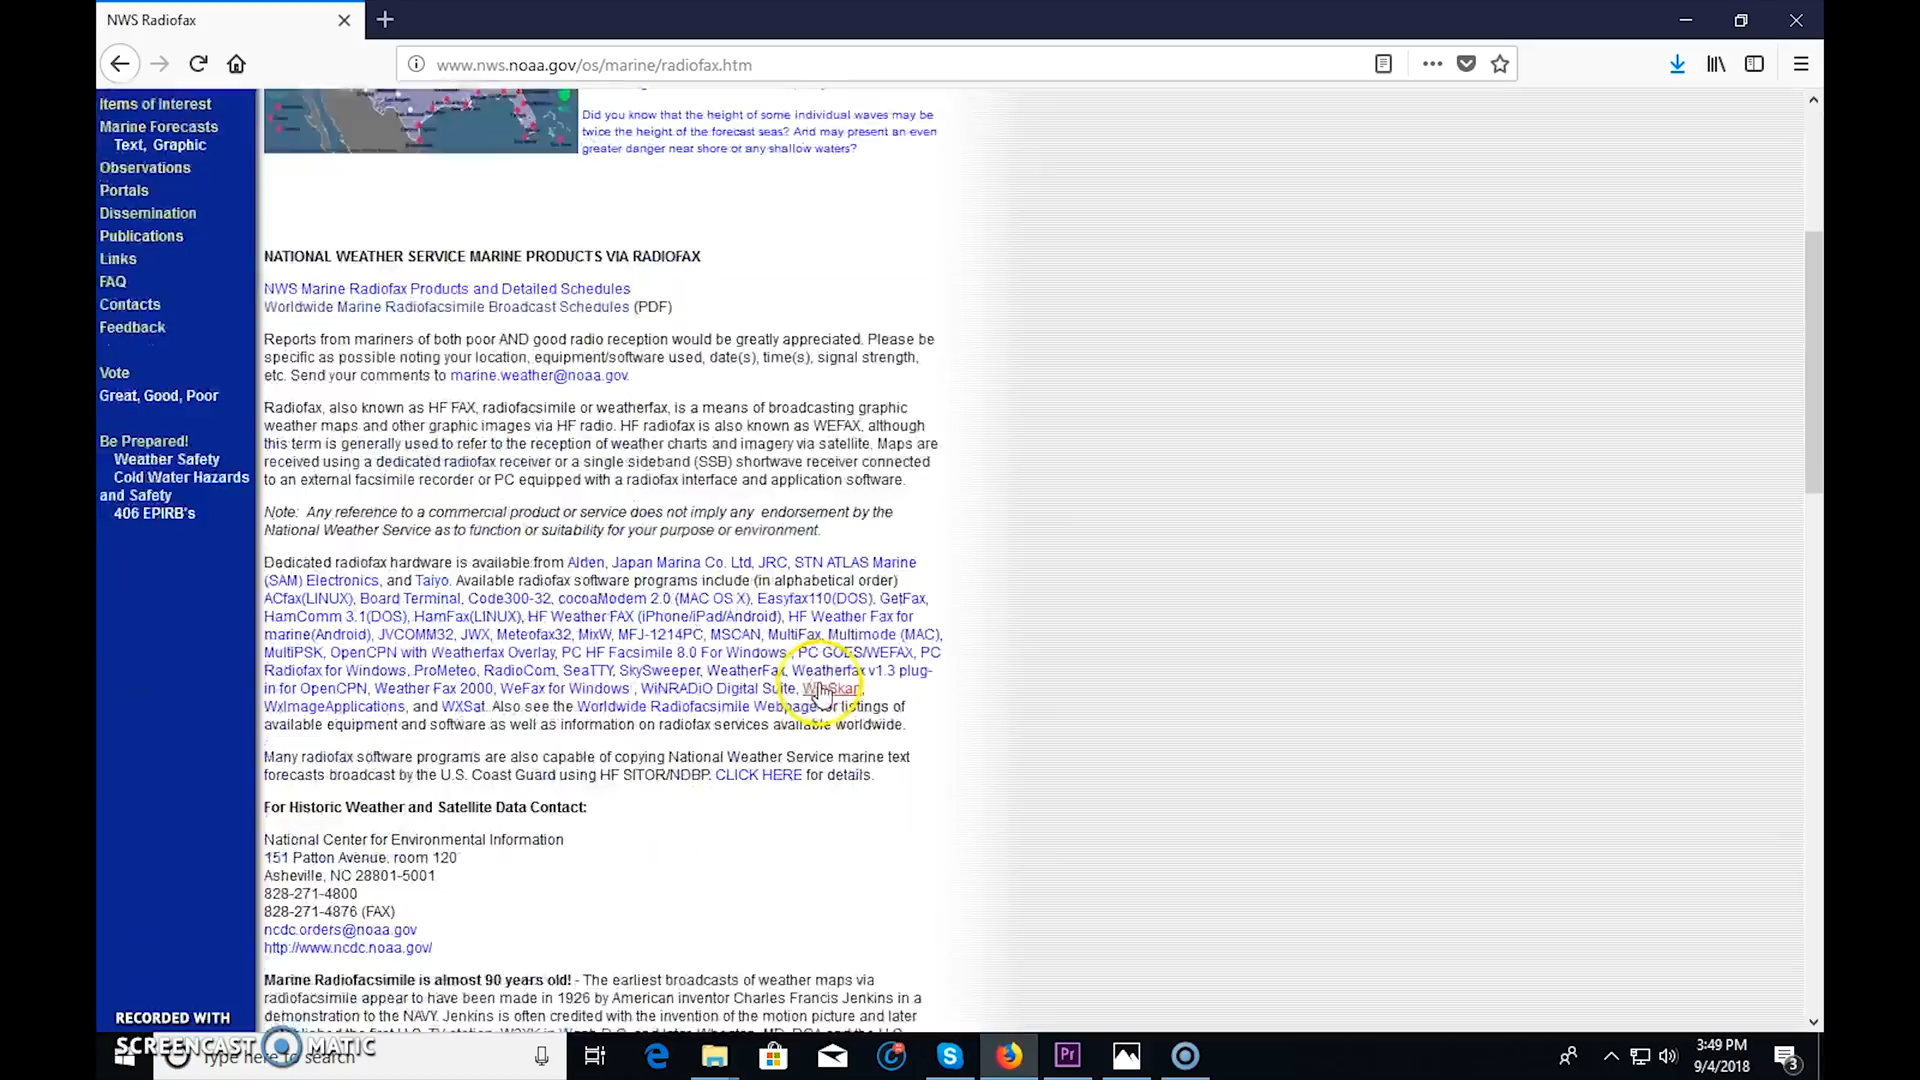 NWS Radiofax
www.nws.noaa.gov/os/marine/radiofax.htm
Items of Interest
Marine Forecasts
Text, Graphic
Observations
Portals
Dissemination
Publications
Links
FAQ
Contacts
Feedback
Vote
Great, Good, Poor
Be Prepared!
Weather Safety
Cold Water Hazards
and Safety
406 EPIRB's
Did you know that the height of some individual waves may be
twice the height of the forecast seas? And may present an even
greater danger near shore or any shallow waters?
NATIONAL WEATHER SERVICE MARINE PRODUCTS VIA RADIOFAX
NWS Marine Radiofax Products and Detailed Schedules
Worldwide Marine Radiofacsimile Broadcast Schedules (PDF)
Reports from mariners of both poor AND good radio reception would be greatly appreciated. Please be
specific as possible noting your location, equipment/software used, date(s), time(s), signal strength,
etc. Send your comments to marine.weather@noaa.gov.
Radiofax, also known as HF FAX, radiofacsimile or weatherfax, is a means of broadcasting graphic
weather maps and other graphic images via HF radio. HF radiofax is also known as WEFAX, although
this term is generally used to refer to the reception of weather charts and imagery via satellite. Maps are
received using a dedicated radiofax receiver or a single sideband (SSB) shortwave receiver connected
to an external facsimile recorder or PC equipped with a radiofax interface and application software.
Note: Any reference to a commercial product or service does not imply any endorsement by the
National Weather Service as to function or suitability for your purpose or environment.
Dedicated radiofax hardware is available from Alden, Japan Marina Co. Ltd, JRC, STN ATLAS Marine
(SAM) Electronics, and Taiyo. Available radiofax software programs include (in alphabetical order)
ACfax(LINUX), Board Terminal, Code300-32, cocoaModem 2.0 (MAC OS X), Easyfax110(DOS), GetFax,
HamComm 3.1(DOS), HamFax(LINUX), HF Weather FAX (iPhone/iPad/Android), HF Weather Fax for
marine(Android), JVCOMM32, JWX, Meteofax32, MixW, MFJ-1214PC, MSCAN, MultiFax, Multimode (MAC),
MultiPSK, OpenCPN with Weatherfax Overlay, PC HF Facsimile 8.0 For Windows , PC GOES/WEFAX, PC
Radiofax for Windows, ProMeteo, RadioCom, SeaTTY, SkySweeper, WeatherFax, Weatherfax v1.3 plug-
in for OpenCPN, Weather Fax 2000, WeFax for Windows , WiNRADiO Digital Suite,
WxImageApplications, and WXSat. Also see the Worldwide Radiofacsimile Webpage for listings of
available equipment and software as well as information on radiofax services available worldwide.
Many radiofax software programs are also capable of copying National Weather Service marine text
forecasts broadcast by the U.S. Coast Guard using HF SITOR/NDBP. CLICK HERE for details.
For Historic Weather and Satellite Data Contact:
National Center for Environmental Information
151 Patton Avenue, room 120
Asheville, NC 28801-5001
828-271-4800
828-271-4876 (FAX)
ncdc.orders@noaa.gov
http://www.ncdc.noaa.gov/
Marine Radiofacsimile is almost 90 years old! - The earliest broadcasts of weather maps via
radiofacsimile appear to have been made in 1926 by American inventor Charles Francis Jenkins in a
demonstration to the NAVY. Jenkins is often credited with the invention of the motion picture and later
RECORDED WITH
SCREENCAST MATIC
Type here to search
3:49 PM
9/4/2018
3